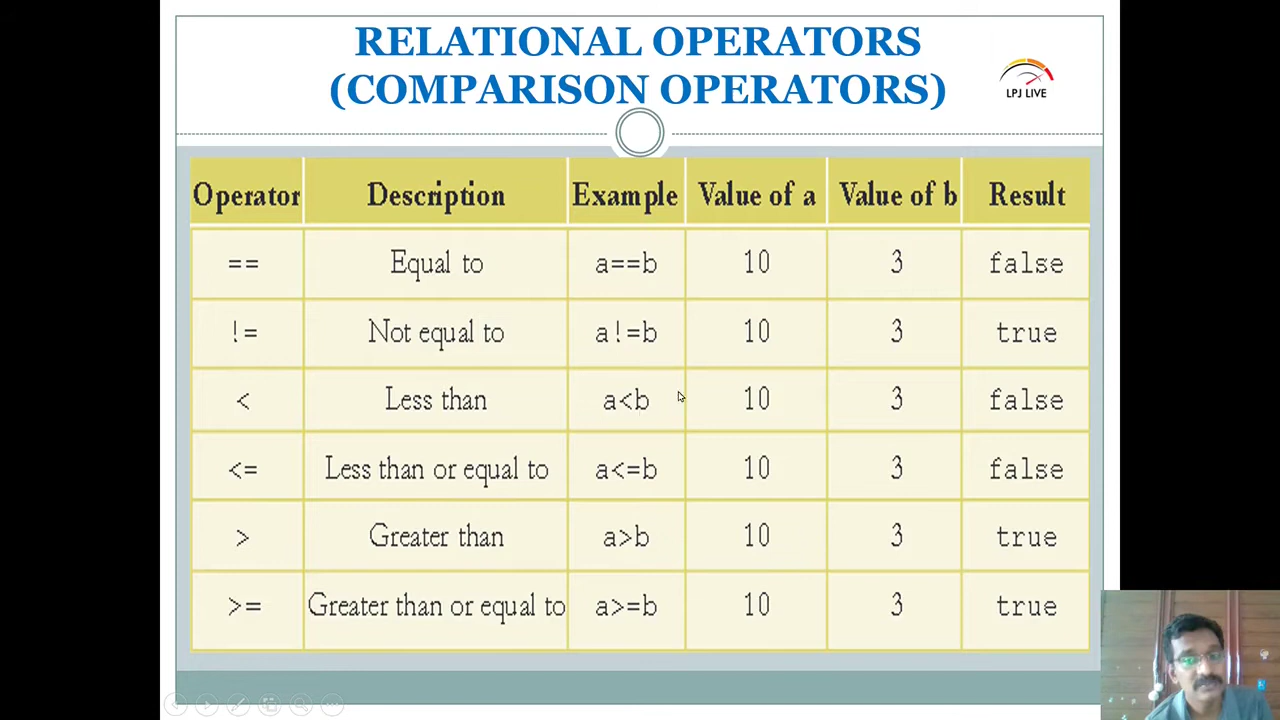 RELATIONAL OPERATORS
(COMPARISON OPERATORS)
LPJ LIVE
Operator Description Example Value of a Value of b Result
== Equal to a==b 10 3 false
!= Not equal to a!=b 10 3 true
< Less than a<b 10 3 false
<= Less than or equal to a<=b 10 3 false
> Greater than a>b 10 3 true
>= Greater than or equal to a>=b 10 3 true